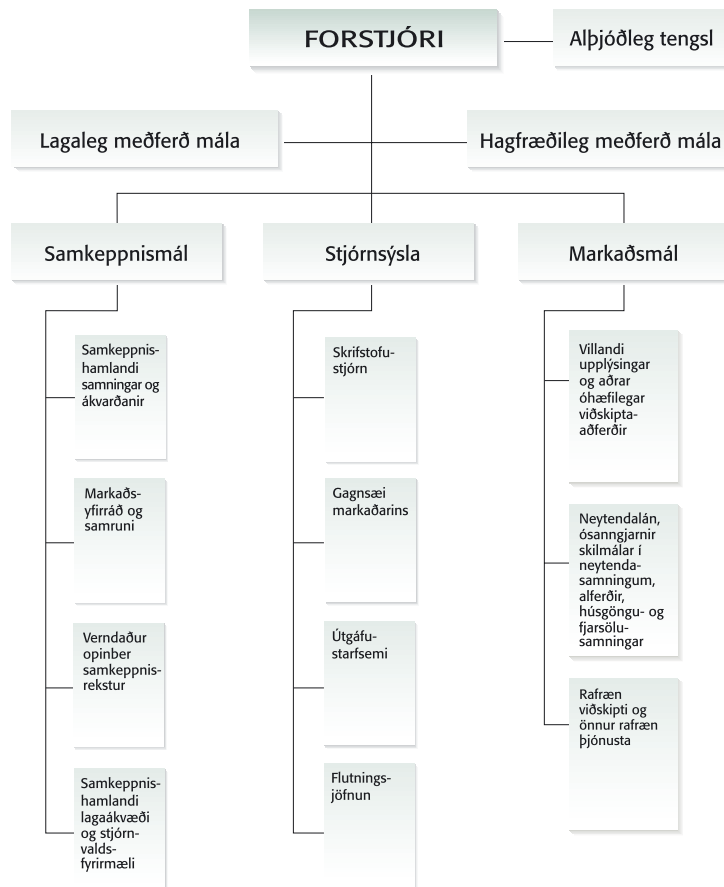 FORSTJÓRI
Alþjóðleg tengsl
Lagaleg meðferð mála
Hagfræðileg meðferð mála
Samkeppnismál
Stjórnsýsla
Markaðsmál
Samkeppnis-
hamlandi
samningar og
ákvarðanir
Markaðs-
yfirráð og
samruni
Verndaður
opinber
samkeppnis-
rekstur
Samkeppnis-
hamlandi
lagaákvæði
og stjórn-
valds-
fyrirmæli
Skrifstofu-
stjórn
Gagnsæi
markaðarins
Útgáfu-
starfsemi
Flutnings-
jöfnun
Villandi
upplýsingar
og aðrar
óhæfilegar
viðskipta-
aðferðir
Neytendalán,
ósanngjarnir
skilmálar í
neytenda-
samningum,
alferðir,
húsgöngu- og
fjarsölu-
samningar
Rafræn
viðskipti og
önnur rafræn
þjónusta